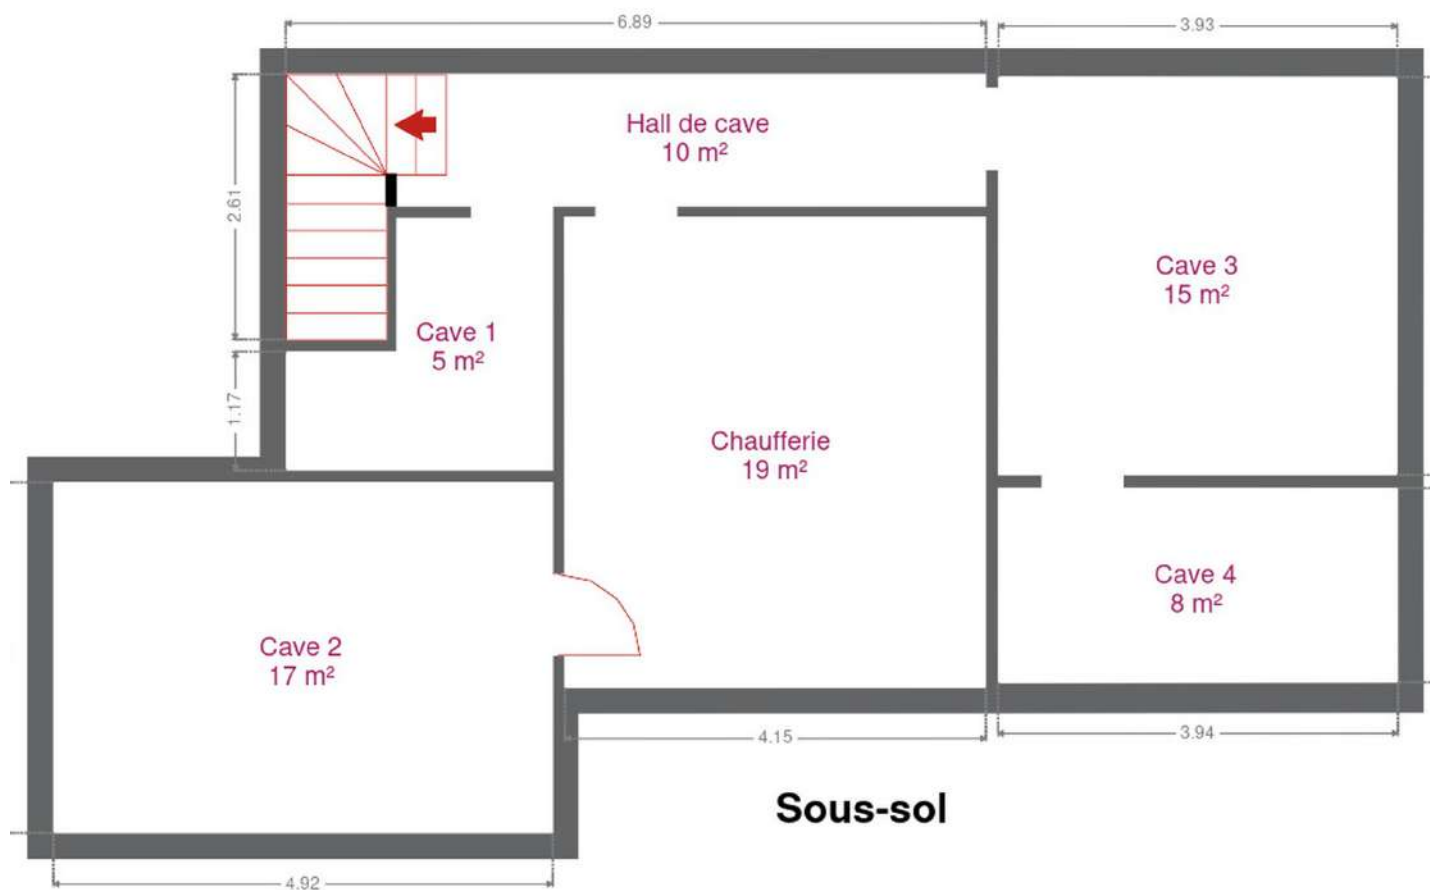 6.89
3.93
Hall de cave
10 m²
2.61
Cave 3
15 m²
Cave 1
5 m²
1.17
Chaufferie
19 m²
Cave 4
8 m²
Cave 2
17 m²
4.15
3.94
Sous-sol
4.92